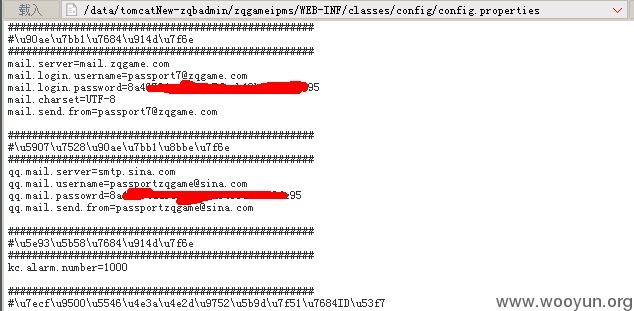 载入 /data/tomcatNew-zqbadmin/zqgameipms/WEB-INF/classes/config/config.properties
############################################
#\u90ae\u7bb1\u7684\u914d\u7f6e
############################################
mail.server=mail.zqgame.com
mail.login.username=passport7@zqgame.com
mail.login.password=8a4 95
mail.charset=UTF-8
mail.send.from=passport7@zqgame.com
############################################
#\u5907\u7528\u90ae\u7bb1\u8bbe\u7f6e
############################################
qq.mail.server=smtp.sina.com
qq.mail.username=passportzqgame@sina.com
qq.mail.passowrd=8a 95
qq.mail.send.from=passportzqgame@sina.com
############################################
#\u5e93\u5b58\u7684\u914d\u7f6e
############################################
kc.alarm.number=1000
############################################
#\u7ecf\u9500\u5546\u4e3a\u4e2d\u9752\u5b9d\u7f51\u7684ID\u53f7
www.wooyun.org